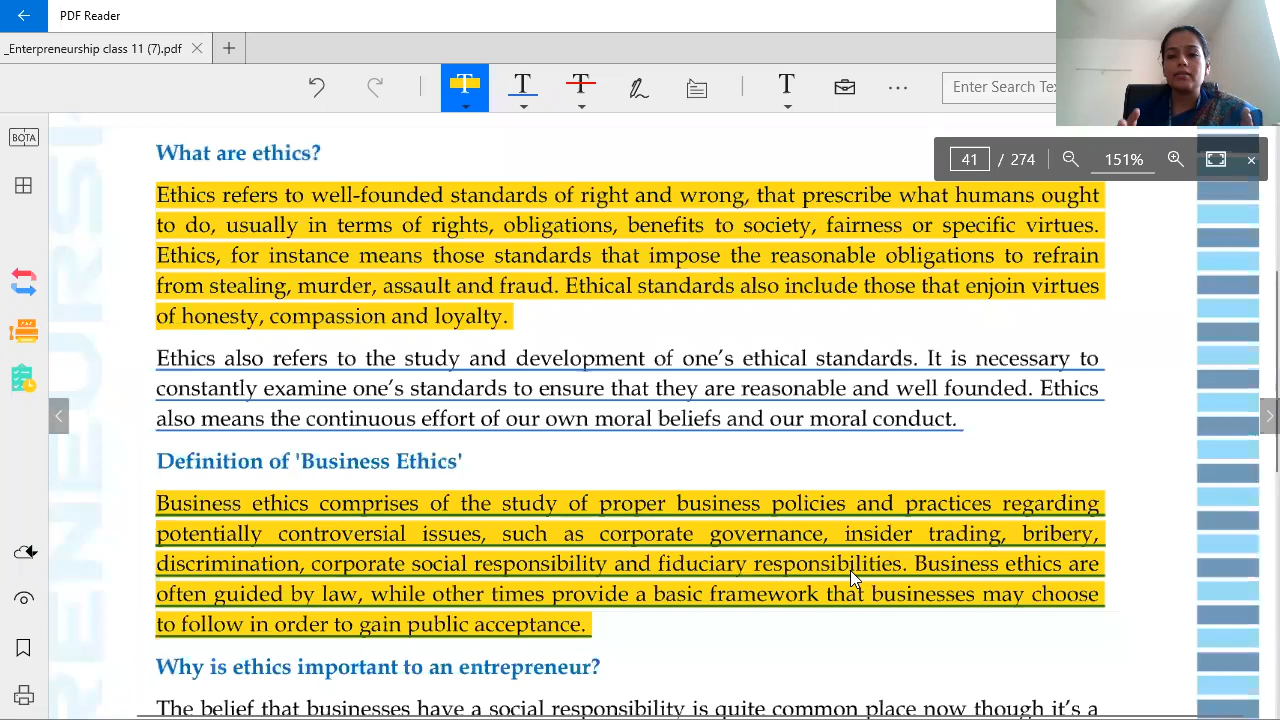 PDF Reader
_Enterpreneurship class 11 (7).pdf
Enter Search Tex
BOTA
41 / 274
151%
What are ethics?
Ethics refers to well-founded standards of right and wrong, that prescribe what humans ought
to do, usually in terms of rights, obligations, benefits to society, fairness or specific virtues.
Ethics, for instance means those standards that impose the reasonable obligations to refrain
from stealing, murder, assault and fraud. Ethical standards also include those that enjoin virtues
of honesty, compassion and loyalty.
Ethics also refers to the study and development of one's ethical standards. It is necessary to
constantly examine one's standards to ensure that they are reasonable and well founded. Ethics
also means the continuous effort of our own moral beliefs and our moral conduct.
Definition of 'Business Ethics'
Business ethics comprises of the study of proper business policies and practices regarding
potentially controversial issues, such as corporate governance, insider trading, bribery,
discrimination, corporate social responsibility and fiduciary responsibilities. Business ethics are
often guided by law, while other times provide a basic framework that businesses may choose
to follow in order to gain public acceptance.
Why is ethics important to an entrepreneur?
The belief that businesses have a social responsibility is quite common place now though it's a